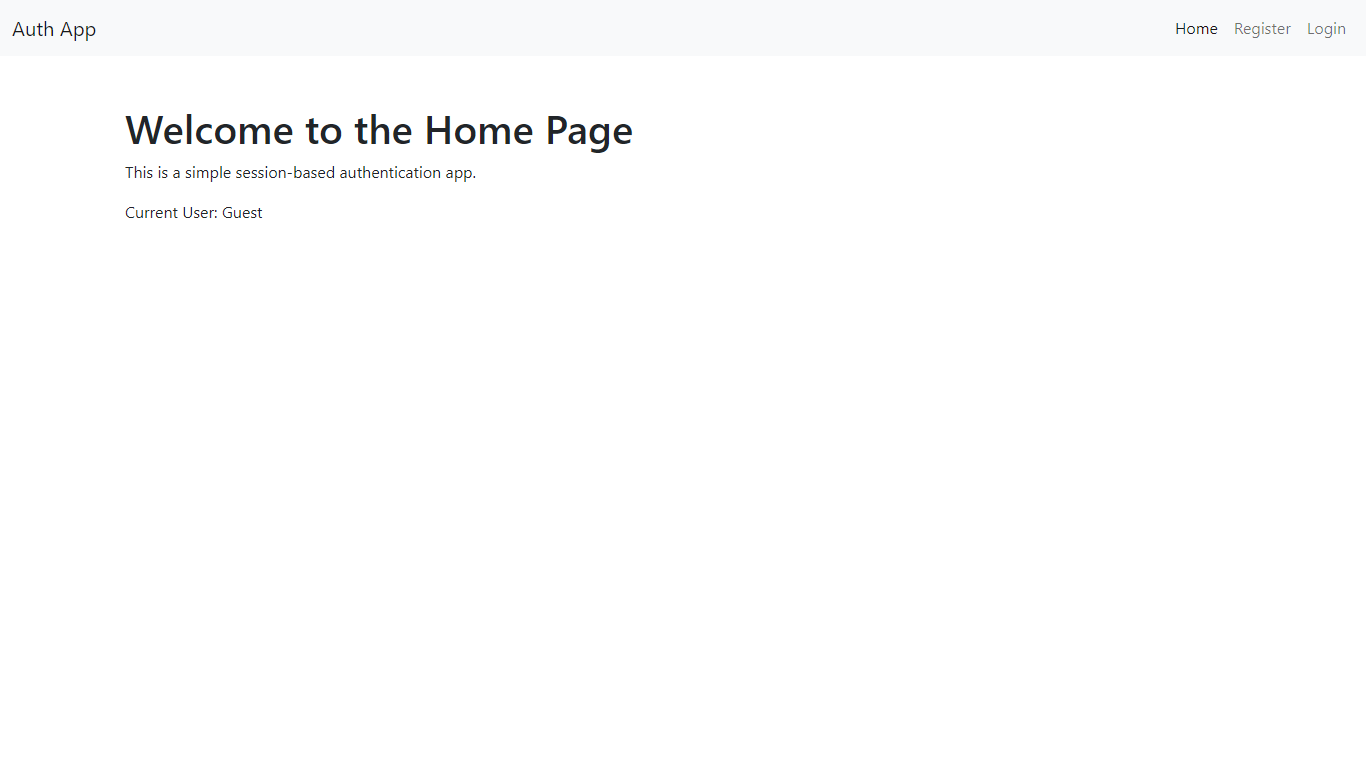 Auth App
Home Register Login
Welcome to the Home Page
This is a simple session-based authentication app.
Current User: Guest